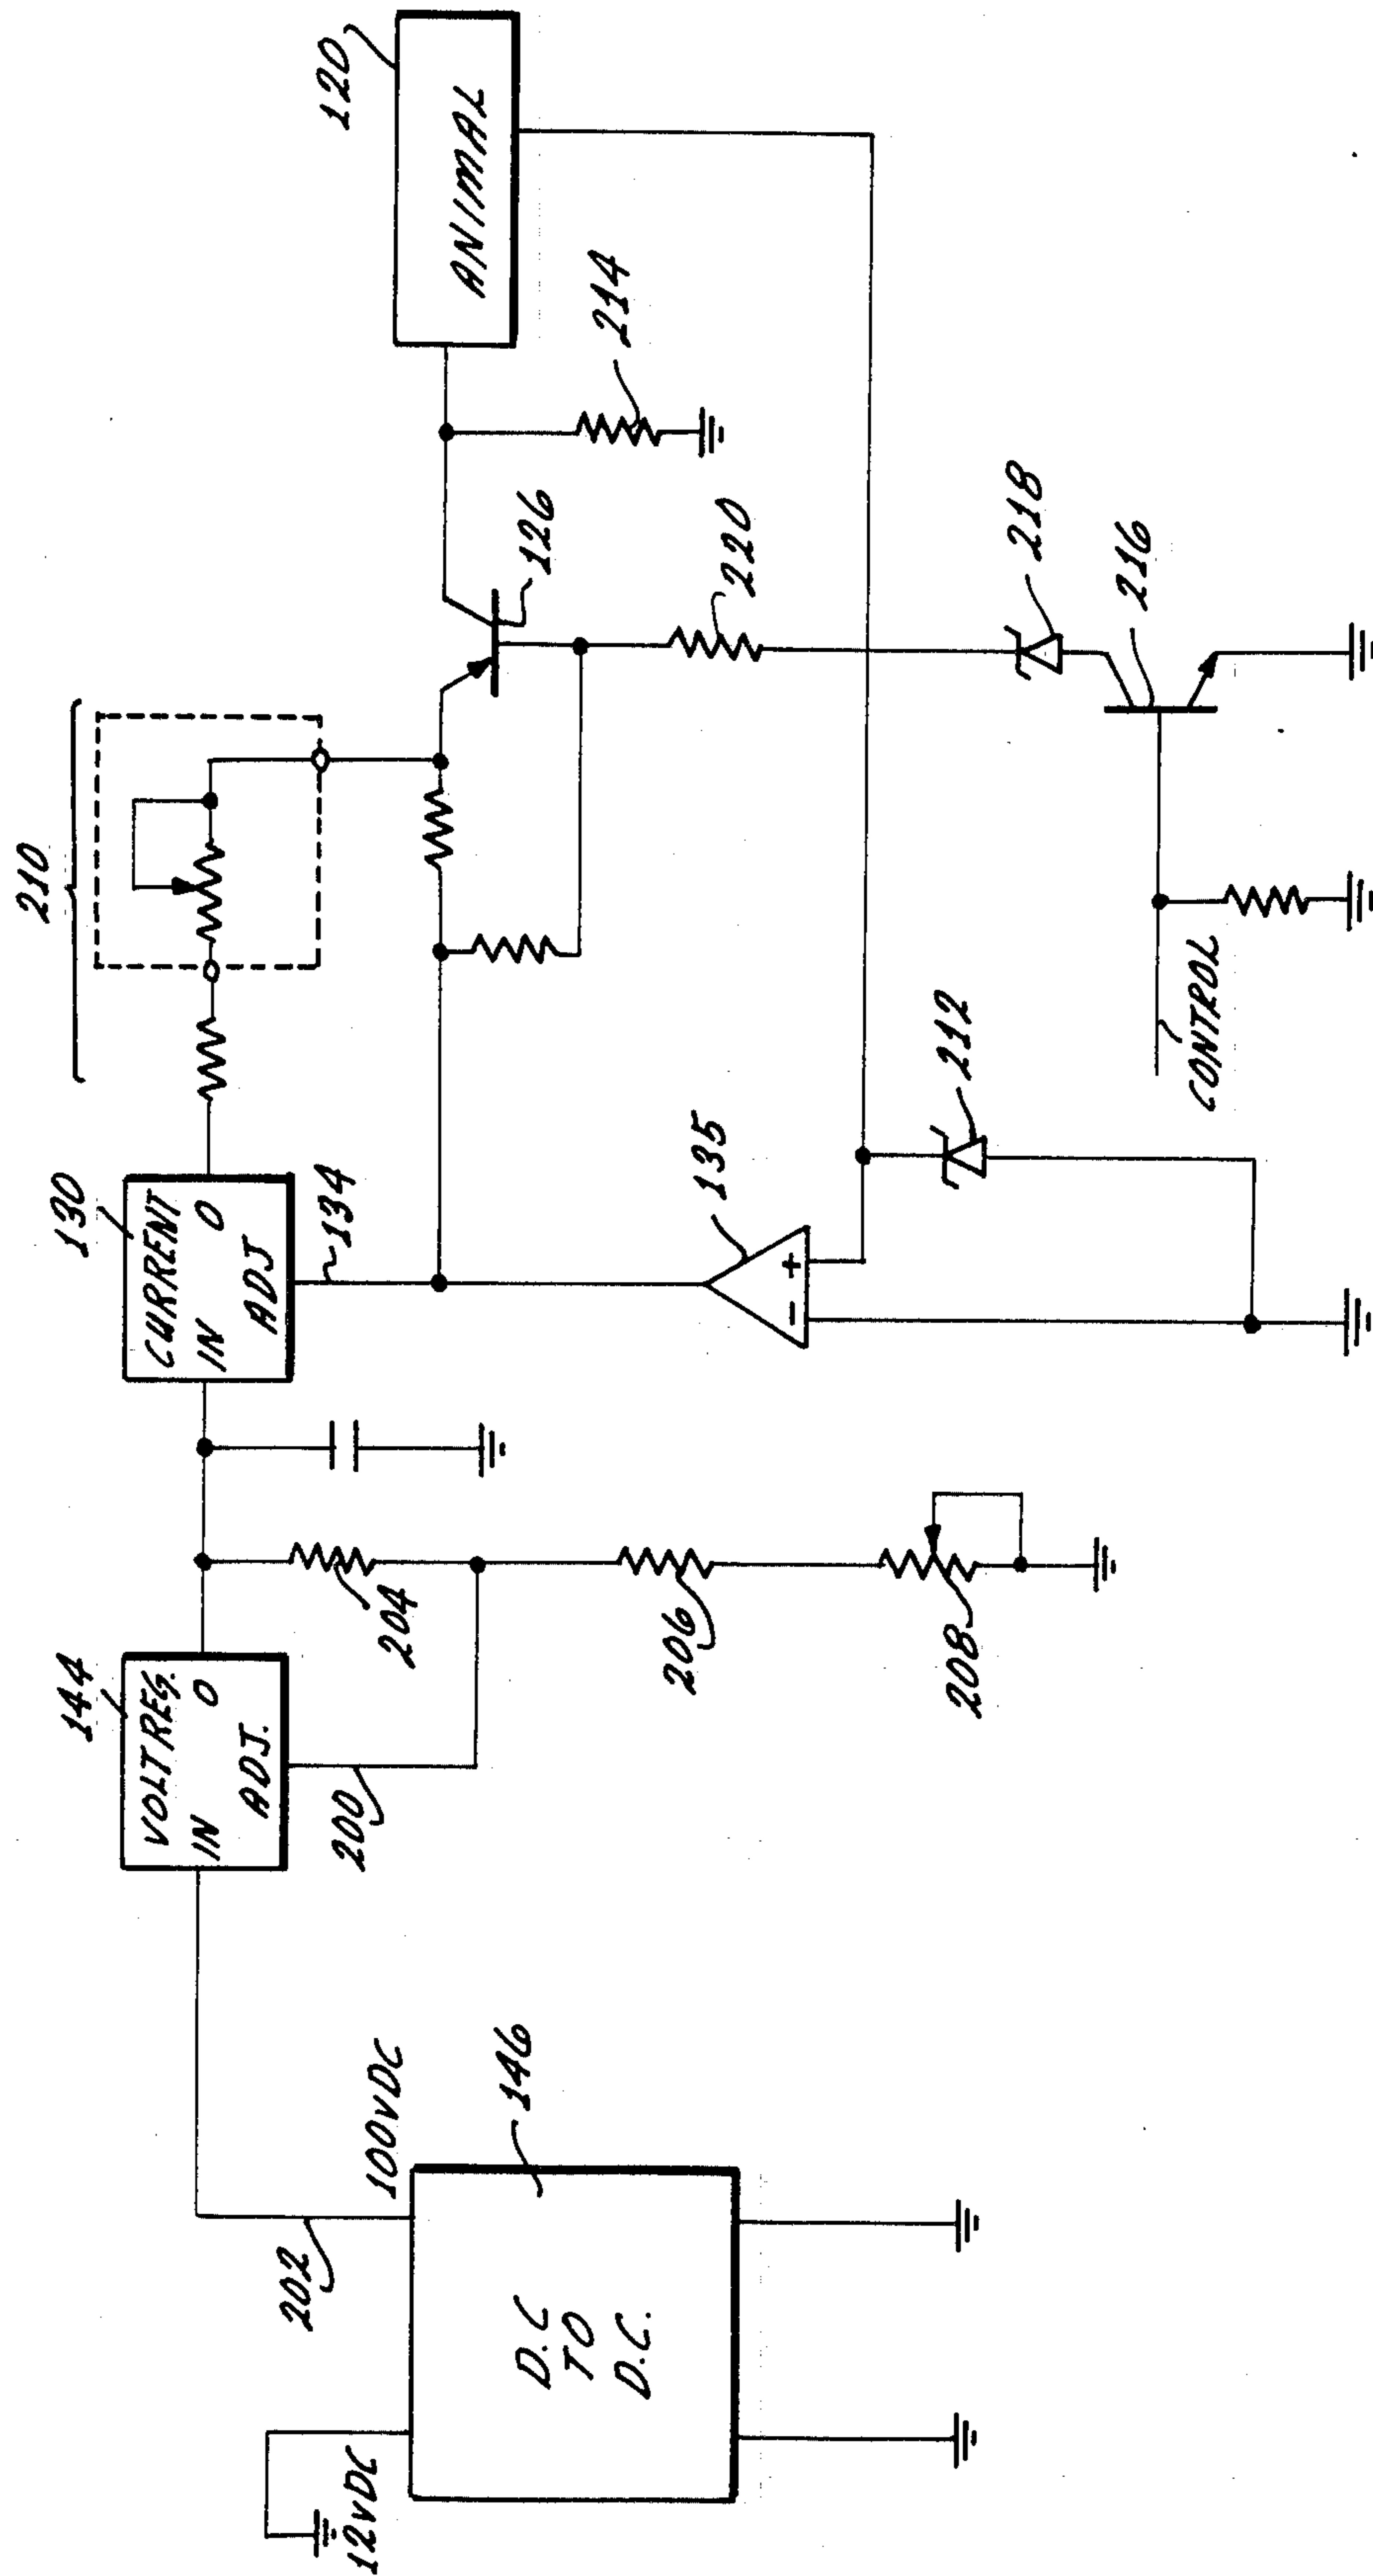 210
130
CURRENT
IN O
ADJ
134
120
ANIMAL
126
214
220
135
+
-
212
218
216
CONTROL
144
VOLT REG.
IN O
ADJ.
200
204
206
208
202
100VDC
12VDC
146
D.C
TO
D.C.